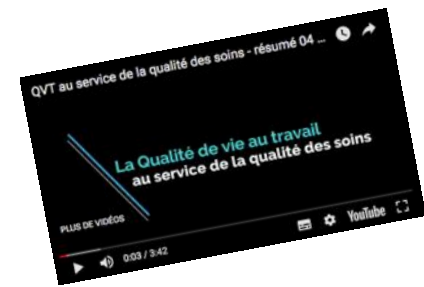 QVT au service de la qualité des soins - résumé 04 ...
La Qualité de vie au travail
au service de la qualité des soins
PLUS DE VIDÉOS
0:03 / 3:42
YouTube